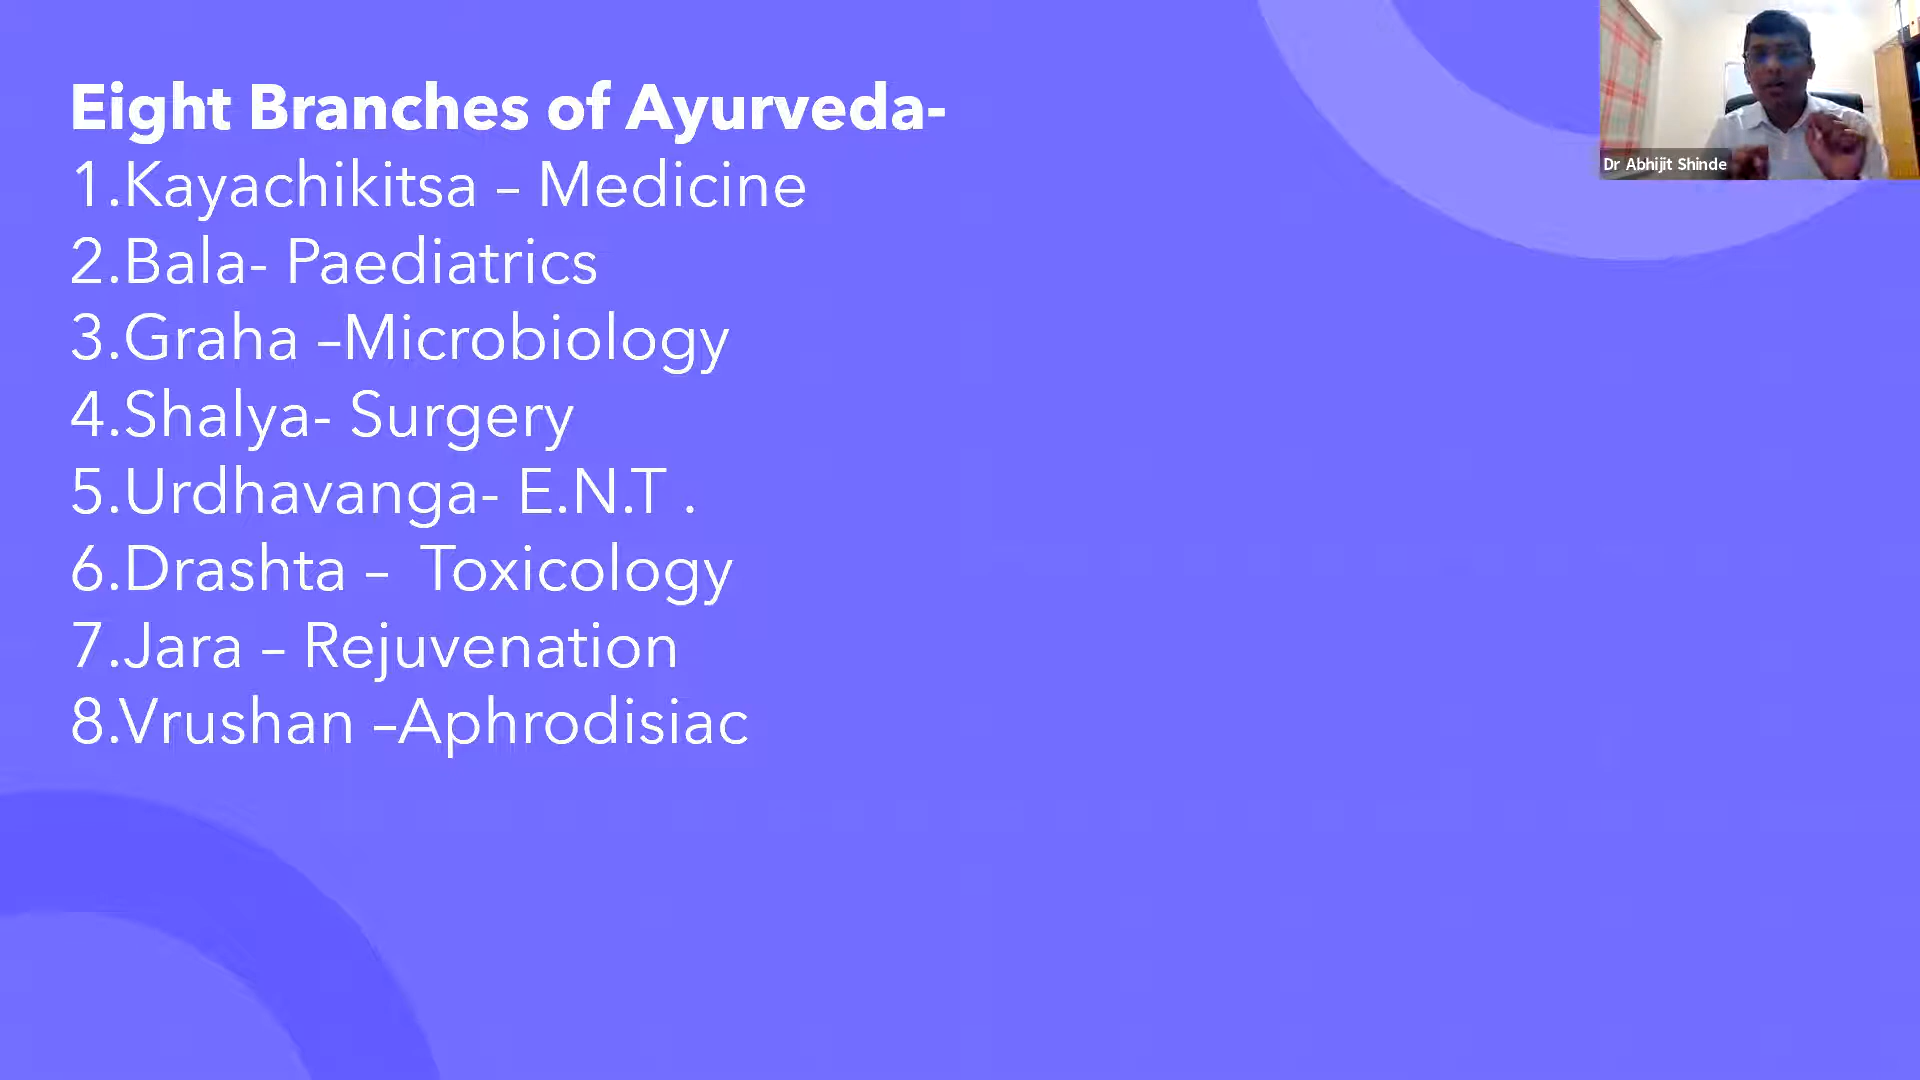 Eight Branches of Ayurveda-
1.Kayachikitsa – Medicine
2.Bala- Paediatrics
3.Graha –Microbiology
4.Shalya- Surgery
5.Urdhavanga- E.N.T .
6.Drashta –  Toxicology
7.Jara – Rejuvenation
8.Vrushan –Aphrodisiac
Dr Abhijit Shinde